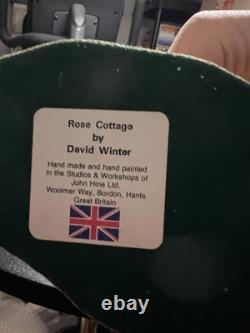 Rose Cottage
by
David Winter
Hand made and hand painted
in the Studios & Workshops of
John Hine Ltd.
Woolmer Way, Bordon, Hants
Great Britain
ebay